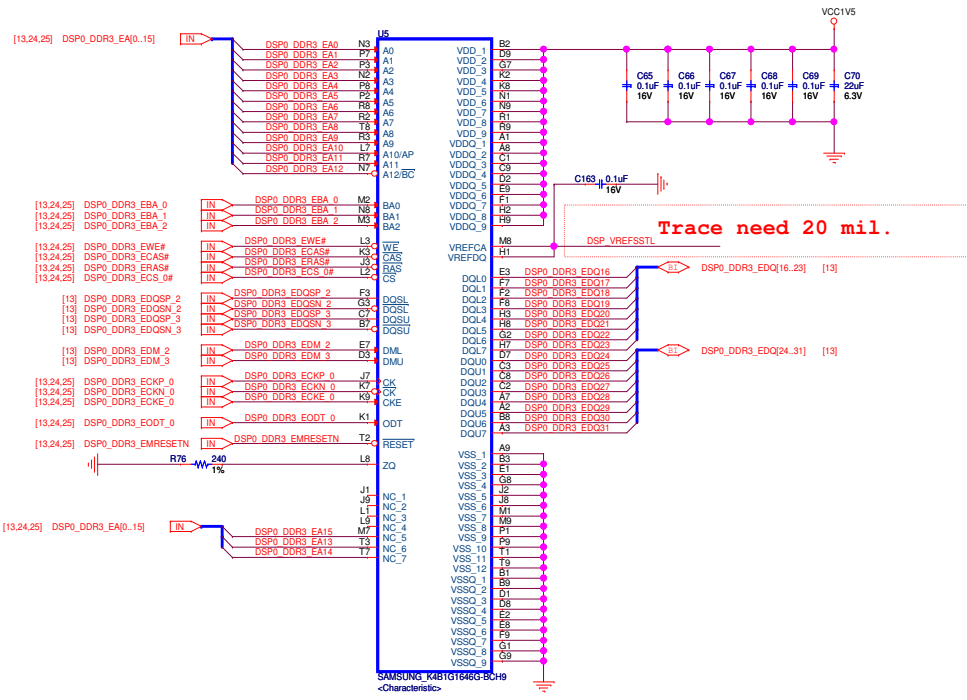 VCC1V5
[13,24,25] DSP0_DDR3_EA[0..15] IN
U5
DSP0_DDR3_EA0 N3 A0
DSP0_DDR3_EA1 P7 A1
DSP0_DDR3_EA2 P3 A2
DSP0_DDR3_EA3 N2 A3
DSP0_DDR3_EA4 P8 A4
DSP0_DDR3_EA5 P2 A5
DSP0_DDR3_EA6 R8 A6
DSP0_DDR3_EA7 R2 A7
DSP0_DDR3_EA8 T8 A8
DSP0_DDR3_EA9 R3 A9
DSP0_DDR3_EA10 L7 A10/AP
DSP0_DDR3_EA11 R7 A11
DSP0_DDR3_EA12 N7 A12/BC
[13,24,25] DSP0_DDR3_EBA_0 IN DSP0_DDR3_EBA_0 M2 BA0
[13,24,25] DSP0_DDR3_EBA_1 IN DSP0_DDR3_EBA_1 N8 BA1
[13,24,25] DSP0_DDR3_EBA_2 IN DSP0_DDR3_EBA_2 M3 BA2
[13,24,25] DSP0_DDR3_EWE# IN DSP0_DDR3_EWE# L3 WE
[13,24,25] DSP0_DDR3_ECAS# IN DSP0_DDR3_ECAS# K3 CAS
[13,24,25] DSP0_DDR3_ERAS# IN DSP0_DDR3_ERAS# J3 RAS
[13,24,25] DSP0_DDR3_ECS_0# IN DSP0_DDR3_ECS_0# L2 CS
[13] DSP0_DDR3_EDQSP_2 IN DSP0_DDR3_EDQSP_2 F3 DQSL
[13] DSP0_DDR3_EDQSN_2 IN DSP0_DDR3_EDQSN_2 G3 DQSL
[13] DSP0_DDR3_EDQSP_3 IN DSP0_DDR3_EDQSP_3 C7 DQSU
[13] DSP0_DDR3_EDQSN_3 IN DSP0_DDR3_EDQSN_3 B7 DQSU
[13] DSP0_DDR3_EDM_2 IN DSP0_DDR3_EDM_2 E7 DML
[13] DSP0_DDR3_EDM_3 IN DSP0_DDR3_EDM_3 D3 DMU
[13,24,25] DSP0_DDR3_ECKP_0 IN DSP0_DDR3_ECKP_0 J7 CK
[13,24,25] DSP0_DDR3_ECKN_0 IN DSP0_DDR3_ECKN_0 K7 CK
[13,24,25] DSP0_DDR3_ECKE_0 IN DSP0_DDR3_ECKE_0 K9 CKE
[13,24,25] DSP0_DDR3_EODT_0 IN DSP0_DDR3_EODT_0 K1 ODT
[13,24,25] DSP0_DDR3_EMRESETN IN DSP0_DDR3_EMRESETN T2 RESET
R76 240 L8 ZQ
1%
J1 NC_1
J9 NC_2
L1 NC_3
L9 NC_4
[13,24,25] DSP0_DDR3_EA[0..15] IN
DSP0_DDR3_EA15 M7 NC_5
DSP0_DDR3_EA13 T3 NC_6
DSP0_DDR3_EA14 T7 NC_7
VDD_1 B2
VDD_2 D9
VDD_3 G7
VDD_4 K2
VDD_5 K8
VDD_6 N1
VDD_7 N9
VDD_8 R1
VDD_9 R9
VDDQ_1 A1
VDDQ_2 A8
VDDQ_3 C1
VDDQ_4 C9
VDDQ_5 D2
VDDQ_6 E9
VDDQ_7 F1
VDDQ_8 H2
VDDQ_9 H9
C65 C66 C67 C68 C69 C70
0.1uF 0.1uF 0.1uF 0.1uF 0.1uF 22uF
16V 16V 16V 16V 16V 6.3V
C163 0.1uF
16V
Trace need 20 mil.
VREFCA M8 DSP_VREFSSTL
VREFDQ H1
DQL0 E3 DSP0_DDR3_EDQ16 BI DSP0_DDR3_EDQ[16..23] [13]
DQL1 F7 DSP0_DDR3_EDQ17
DQL2 F2 DSP0_DDR3_EDQ18
DQL3 F8 DSP0_DDR3_EDQ19
DQL4 H3 DSP0_DDR3_EDQ20
DQL5 H8 DSP0_DDR3_EDQ21
DQL6 G2 DSP0_DDR3_EDQ22
DQL7 H7 DSP0_DDR3_EDQ23
DQU0 D7 DSP0_DDR3_EDQ24 BI DSP0_DDR3_EDQ[24..31] [13]
DQU1 C3 DSP0_DDR3_EDQ25
DQU2 C8 DSP0_DDR3_EDQ26
DQU3 C2 DSP0_DDR3_EDQ27
DQU4 A7 DSP0_DDR3_EDQ28
DQU5 A2 DSP0_DDR3_EDQ29
DQU6 B8 DSP0_DDR3_EDQ30
DQU7 A3 DSP0_DDR3_EDQ31
VSS_1 A9
VSS_2 B3
VSS_3 E1
VSS_4 G8
VSS_5 J2
VSS_6 J8
VSS_7 M1
VSS_8 M9
VSS_9 P1
VSS_10 P9
VSS_11 T1
VSS_12 T9
VSSQ_1 B1
VSSQ_2 B9
VSSQ_3 D1
VSSQ_4 D8
VSSQ_5 E2
VSSQ_6 E8
VSSQ_7 F9
VSSQ_8 G1
VSSQ_9 G9
SAMSUNG_K4B1G1646G-BCH9
<Characteristic>